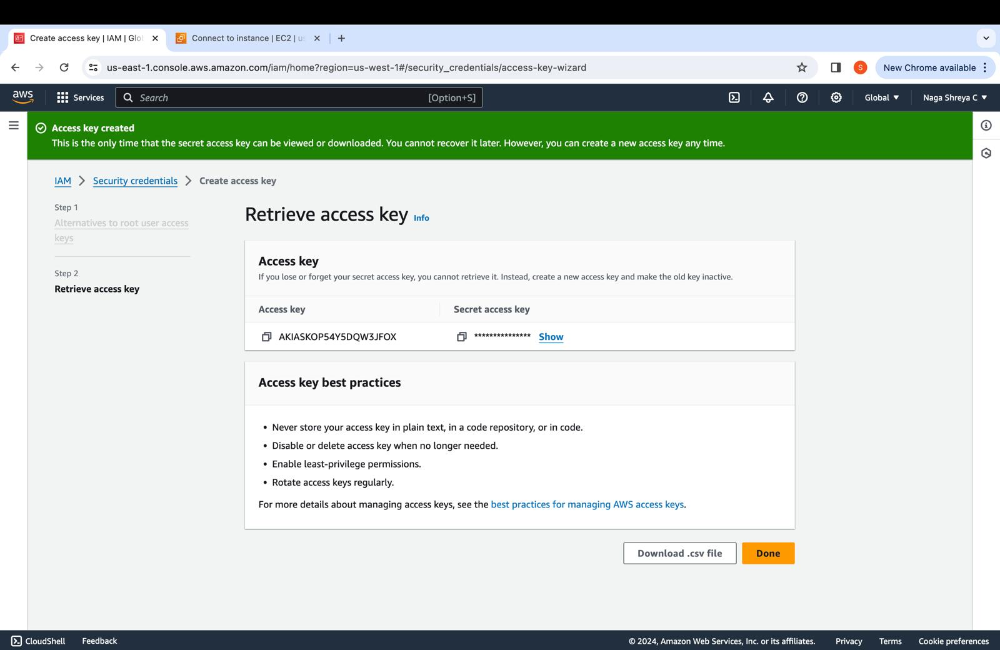 Create access key | IAM | Glo
Connect to instance | EC2 | us
us-east-1.console.aws.amazon.com/iam/home?region=us-west-1#/security_credentials/access-key-wizard
S
New Chrome available
aws
Services
Search
[Option+S]
Global
Naga Shreya C
Access key created
This is the only time that the secret access key can be viewed or downloaded. You cannot recover it later. However, you can create a new access key any time.
IAM
Security credentials
Create access key
Step 1
Alternatives to root user access
keys
Step 2
Retrieve access key
Retrieve access key Info
Access key
If you lose or forget your secret access key, you cannot retrieve it. Instead, create a new access key and make the old key inactive.
Access key
Secret access key
AKIASKOP54Y5DQW3JFOX
*************** Show
Access key best practices
• Never store your access key in plain text, in a code repository, or in code.
• Disable or delete access key when no longer needed.
• Enable least-privilege permissions.
• Rotate access keys regularly.
For more details about managing access keys, see the best practices for managing AWS access keys.
Download .csv file
Done
CloudShell
Feedback
© 2024, Amazon Web Services, Inc. or its affiliates.
Privacy
Terms
Cookie preferences